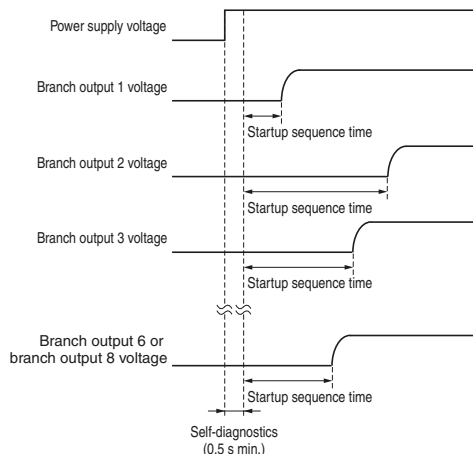 Power supply voltage
Branch output 1 voltage
Startup sequence time
Branch output 2 voltage
Startup sequence time
Branch output 3 voltage
Startup sequence time
Branch output 6 or
branch output 8 voltage
Startup sequence time
Self-diagnostics
(0.5 s min.)